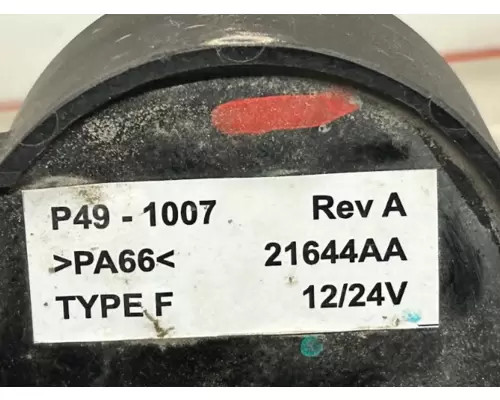 P49 - 1007 Rev A
>PA66< 21644AA
TYPE F 12/24V